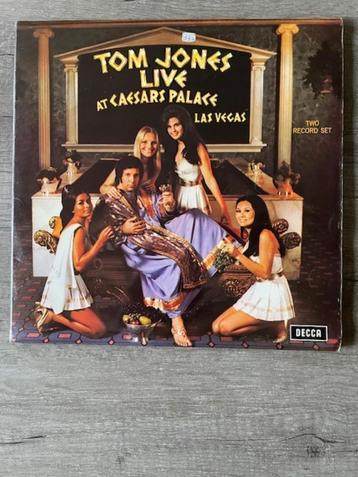 TOM JONES
LIVE
AT CAESARS PALACE
LAS VEGAS
TWO
RECORD SET
DECCA